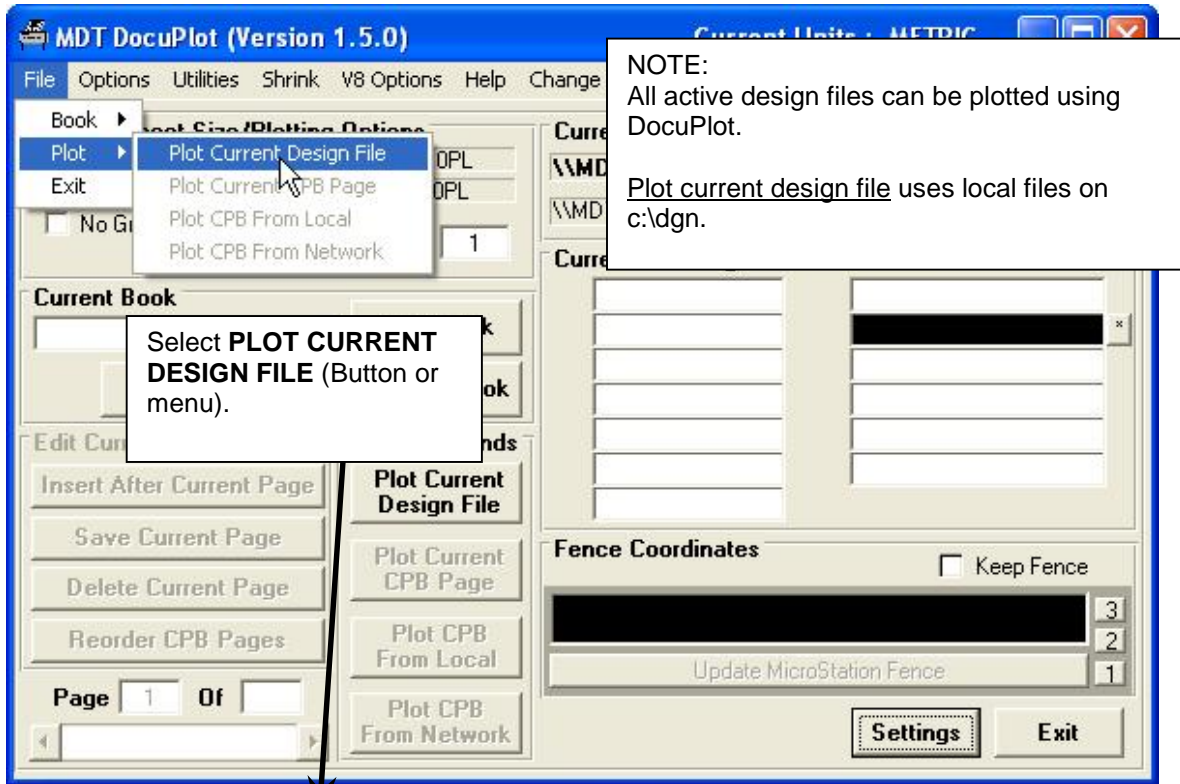 MDT DocuPlot (Version 1.5.0)
Current Units : METRIC
File Options Utilities Shrink V8 Options Help Change
NOTE:
All active design files can be plotted using
DocuPlot.
Plot current design file uses local files on
c:\dgn.
Book
Plot
Exit
Plot Current Design File
Plot Current CPB Page
Plot CPB From Local
Plot CPB From Network
Size/Plotting Options
0PL
0PL
No Gr
1
Curre
\\MD
\\MD
Curre
Current Book
k
ok
Select PLOT CURRENT
DESIGN FILE (Button or
menu).
Edit Curr
nds
Insert After Current Page
Save Current Page
Delete Current Page
Reorder CPB Pages
Page 1 Of
Plot Current
Design File
Plot Current
CPB Page
Plot CPB
From Local
Plot CPB
From Network
×
Fence Coordinates
Keep Fence
3
2
1
Update MicroStation Fence
Settings
Exit